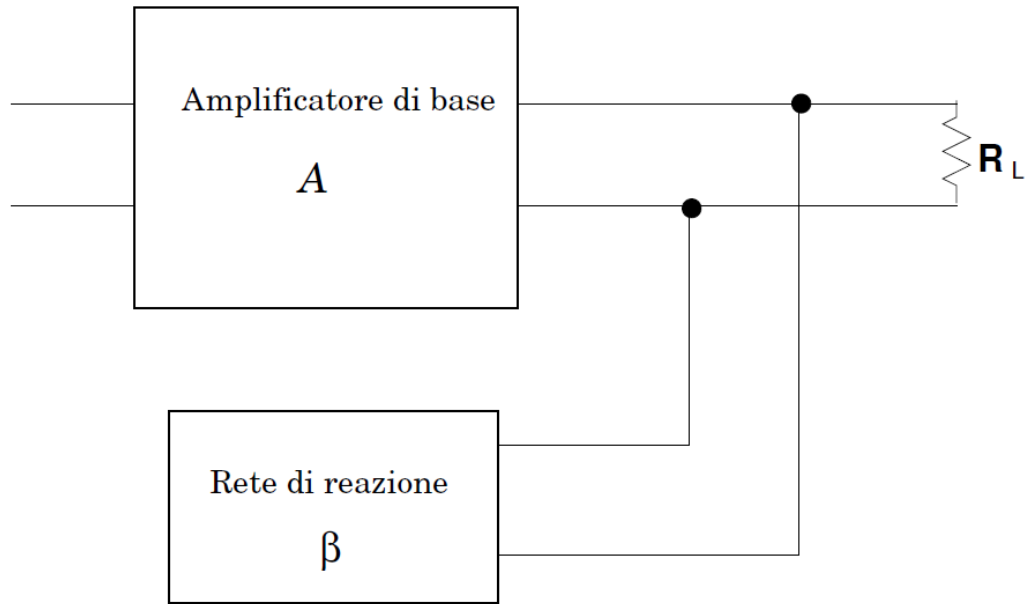 Amplificatore di base
A
R L
Rete di reazione
β